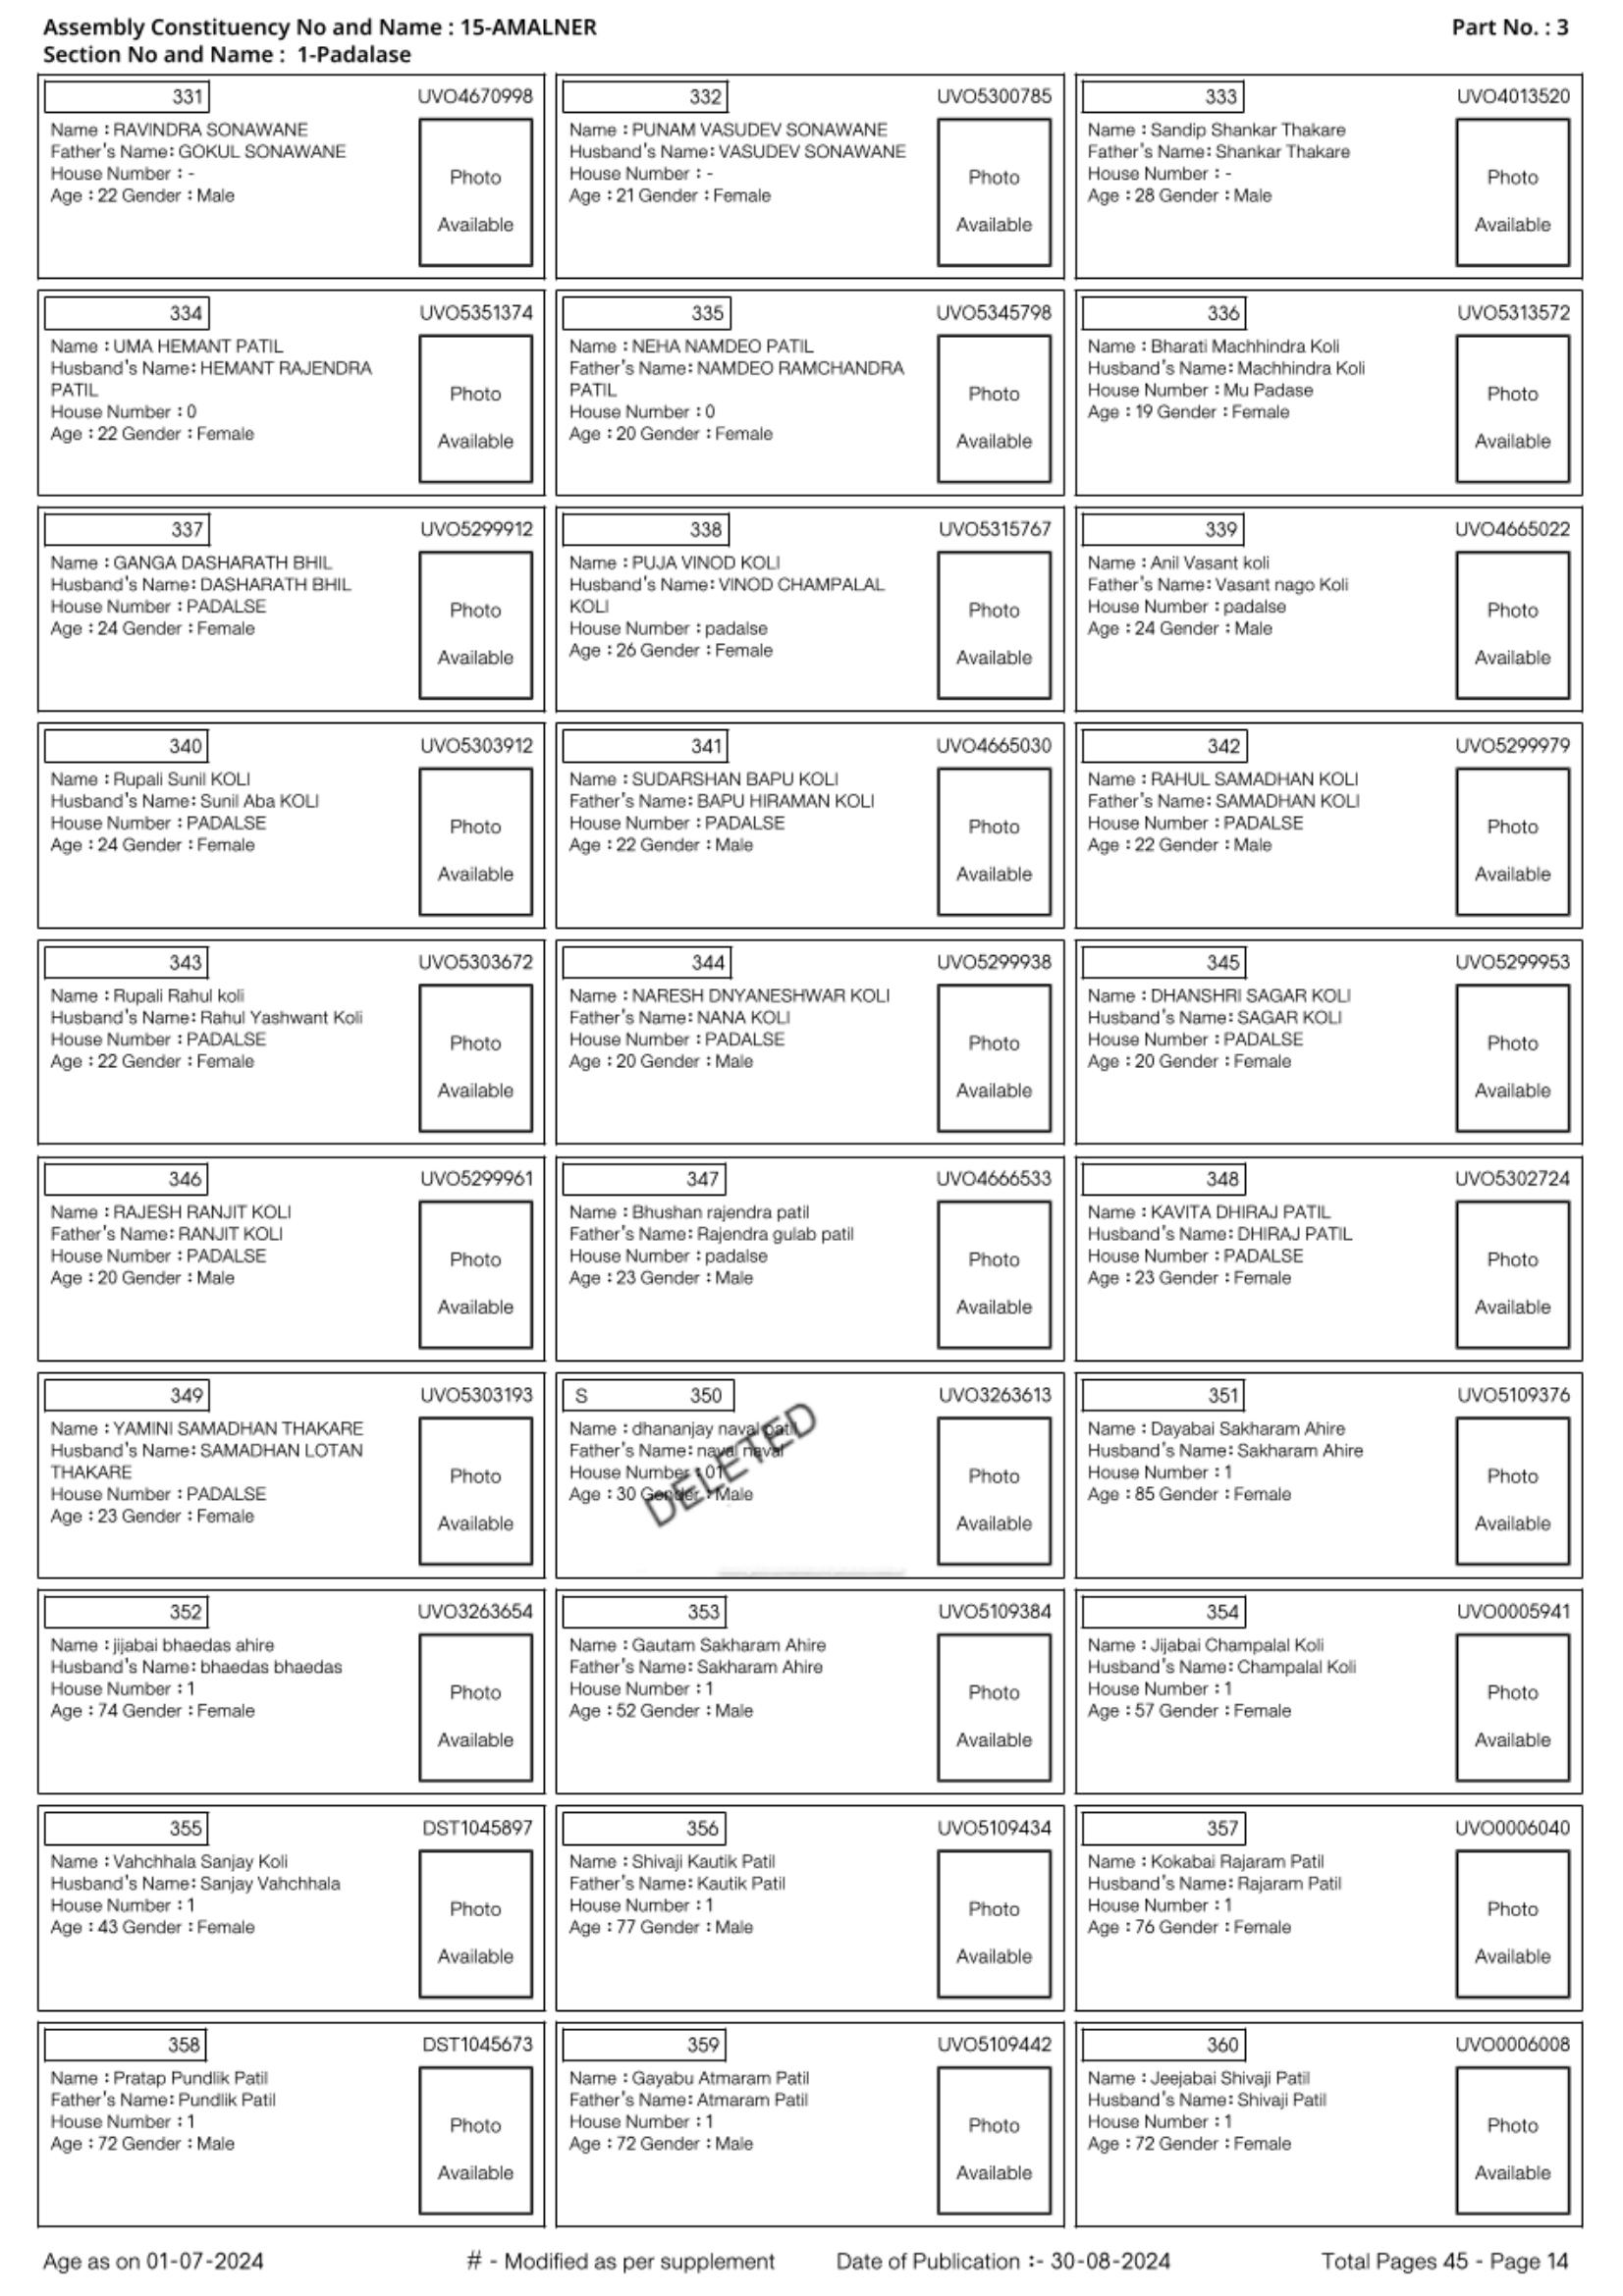 Assembly Constituency No and Name : 15-AMALNER
Part No. : 3
Section No and Name : 1-Padalase
331 UVO4670998
Name : RAVINDRA SONAWANE
Father's Name: GOKUL SONAWANE
House Number : -
Age : 22 Gender : Male
Photo
Available
332 UVO5300785
Name : PUNAM VASUDEV SONAWANE
Husband's Name: VASUDEV SONAWANE
House Number : -
Age : 21 Gender : Female
Photo
Available
333 UVO4013520
Name : Sandip Shankar Thakare
Father's Name: Shankar Thakare
House Number : -
Age : 28 Gender : Male
Photo
Available
334 UVO5351374
Name : UMA HEMANT PATIL
Husband's Name: HEMANT RAJENDRA
PATIL
House Number : 0
Age : 22 Gender : Female
Photo
Available
335 UVO5345798
Name : NEHA NAMDEO PATIL
Father's Name: NAMDEO RAMCHANDRA
PATIL
House Number : 0
Age : 20 Gender : Female
Photo
Available
336 UVO5313572
Name : Bharati Machhindra Koli
Husband's Name: Machhindra Koli
House Number : Mu Padase
Age : 19 Gender : Female
Photo
Available
337 UVO5299912
Name : GANGA DASHARATH BHIL
Husband's Name: DASHARATH BHIL
House Number : PADALSE
Age : 24 Gender : Female
Photo
Available
338 UVO5315767
Name : PUJA VINOD KOLI
Husband's Name: VINOD CHAMPALAL
KOLI
House Number : padalse
Age : 26 Gender : Female
Photo
Available
339 UVO4665022
Name : Anil Vasant koli
Father's Name: Vasant nago Koli
House Number : padalse
Age : 24 Gender : Male
Photo
Available
340 UVO5303912
Name : Rupali Sunil KOLI
Husband's Name: Sunil Aba KOLI
House Number : PADALSE
Age : 24 Gender : Female
Photo
Available
341 UVO4665030
Name : SUDARSHAN BAPU KOLI
Father's Name: BAPU HIRAMAN KOLI
House Number : PADALSE
Age : 22 Gender : Male
Photo
Available
342 UVO5299979
Name : RAHUL SAMADHAN KOLI
Father's Name: SAMADHAN KOLI
House Number : PADALSE
Age : 22 Gender : Male
Photo
Available
343 UVO5303672
Name : Rupali Rahul koli
Husband's Name: Rahul Yashwant Koli
House Number : PADALSE
Age : 22 Gender : Female
Photo
Available
344 UVO5299938
Name : NARESH DNYANESHWAR KOLI
Father's Name: NANA KOLI
House Number : PADALSE
Age : 20 Gender : Male
Photo
Available
345 UVO5299953
Name : DHANSHRI SAGAR KOLI
Husband's Name: SAGAR KOLI
House Number : PADALSE
Age : 20 Gender : Female
Photo
Available
346 UVO5299961
Name : RAJESH RANJIT KOLI
Father's Name: RANJIT KOLI
House Number : PADALSE
Age : 20 Gender : Male
Photo
Available
347 UVO4666533
Name : Bhushan rajendra patil
Father's Name: Rajendra gulab patil
House Number : padalse
Age : 23 Gender : Male
Photo
Available
348 UVO5302724
Name : KAVITA DHIRAJ PATIL
Husband's Name: DHIRAJ PATIL
House Number : PADALSE
Age : 23 Gender : Female
Photo
Available
349 UVO5303193
Name : YAMINI SAMADHAN THAKARE
Husband's Name: SAMADHAN LOTAN
THAKARE
House Number : PADALSE
Age : 23 Gender : Female
Photo
Available
S 350 UVO3263613
Name : dhananjay naval patil
Father's Name: naval naval
House Number : 01
Age : 30 Gender : Male
DELETED
Photo
Available
351 UVO5109376
Name : Dayabai Sakharam Ahire
Husband's Name: Sakharam Ahire
House Number : 1
Age : 85 Gender : Female
Photo
Available
352 UVO3263654
Name : jijabai bhaedas ahire
Husband's Name: bhaedas bhaedas
House Number : 1
Age : 74 Gender : Female
Photo
Available
353 UVO5109384
Name : Gautam Sakharam Ahire
Father's Name: Sakharam Ahire
House Number : 1
Age : 52 Gender : Male
Photo
Available
354 UVO0005941
Name : Jijabai Champalal Koli
Husband's Name: Champalal Koli
House Number : 1
Age : 57 Gender : Female
Photo
Available
355 DST1045897
Name : Vahchhala Sanjay Koli
Husband's Name: Sanjay Vahchhala
House Number : 1
Age : 43 Gender : Female
Photo
Available
356 UVO5109434
Name : Shivaji Kautik Patil
Father's Name: Kautik Patil
House Number : 1
Age : 77 Gender : Male
Photo
Available
357 UVO0006040
Name : Kokabai Rajaram Patil
Husband's Name: Rajaram Patil
House Number : 1
Age : 76 Gender : Female
Photo
Available
358 DST1045673
Name : Pratap Pundlik Patil
Father's Name: Pundlik Patil
House Number : 1
Age : 72 Gender : Male
Photo
Available
359 UVO5109442
Name : Gayabu Atmaram Patil
Father's Name: Atmaram Patil
House Number : 1
Age : 72 Gender : Male
Photo
Available
360 UVO0006008
Name : Jeejabai Shivaji Patil
Husband's Name: Shivaji Patil
House Number : 1
Age : 72 Gender : Female
Photo
Available
Age as on 01-07-2024
# - Modified as per supplement
Date of Publication :- 30-08-2024
Total Pages 45 - Page 14